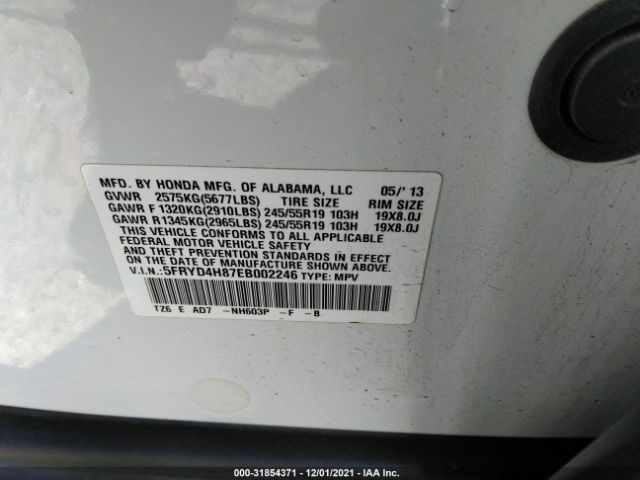 MFD. BY HONDA MFG. OF ALABAMA, LLC 05/'13
GVWR 2575KG(5677LBS) TIRE SIZE RIM SIZE
GAWR F 1320KG(2910LBS) 245/55R19 103H 19X8.0J
GAWR R 1345KG(2965LBS) 245/55R19 103H 19X8.0J
THIS VEHICLE CONFORMS TO ALL APPLICABLE
FEDERAL MOTOR VEHICLE SAFETY
AND THEFT PREVENTION STANDARDS IN EFFECT
ON THE DATE OF MANUFACTURE SHOWN ABOVE.
V.I.N.:5FRYD4H87EB002246 TYPE: MPV
TZ6 E AD7 -NH603P -F -B
000-31854371 - 12/01/2021 - IAA Inc.